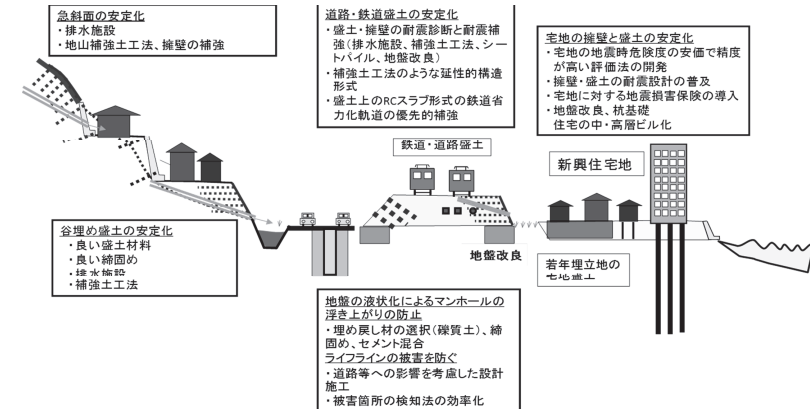 急斜面の安定化
・排水施設
・地山補強土工法、擁壁の補強
道路・鉄道盛土の安定化
・盛土・擁壁の耐震診断と耐震補
強(排水施設、補強土工法、シー
トパイル、地盤改良)
・補強土工法のような延性的構造
形式
・盛土上のRCスラブ形式の鉄道省
力化軌道の優先的補強
宅地の擁壁と盛土の安定化
・宅地の地震時危険度の安価で精度
が高い評価法の開発
・擁壁・盛土の耐震設計の普及
・宅地に対する地震損害保険の導入
・地盤改良、杭基礎
住宅の中・高層ビル化
鉄道・道路盛土
新興住宅地
谷埋め盛土の安定化
・良い盛土材料
・良い締固め
・排水施設
・補強土工法
地盤改良
若年埋立地の
宅地盛土
地盤の液状化によるマンホールの
浮き上がりの防止
・埋め戻し材の選択(礫質土)、締
固め、セメント混合
ライフラインの被害を防ぐ
・道路等への影響を考慮した設計
施工
・被害箇所の検知法の効率化